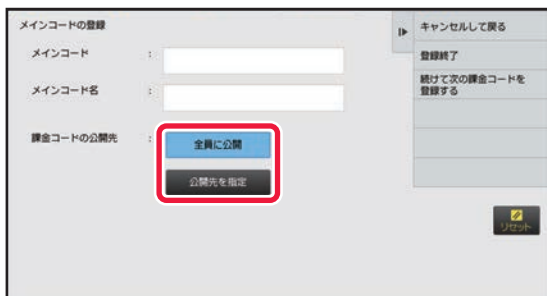 メインコードの登録
メインコード :
メインコード名 :
課金コードの公開先 :
全員に公開
公開先を指定
キャンセルして戻る
登録終了
続けて次の課金コードを
登録する
リセット